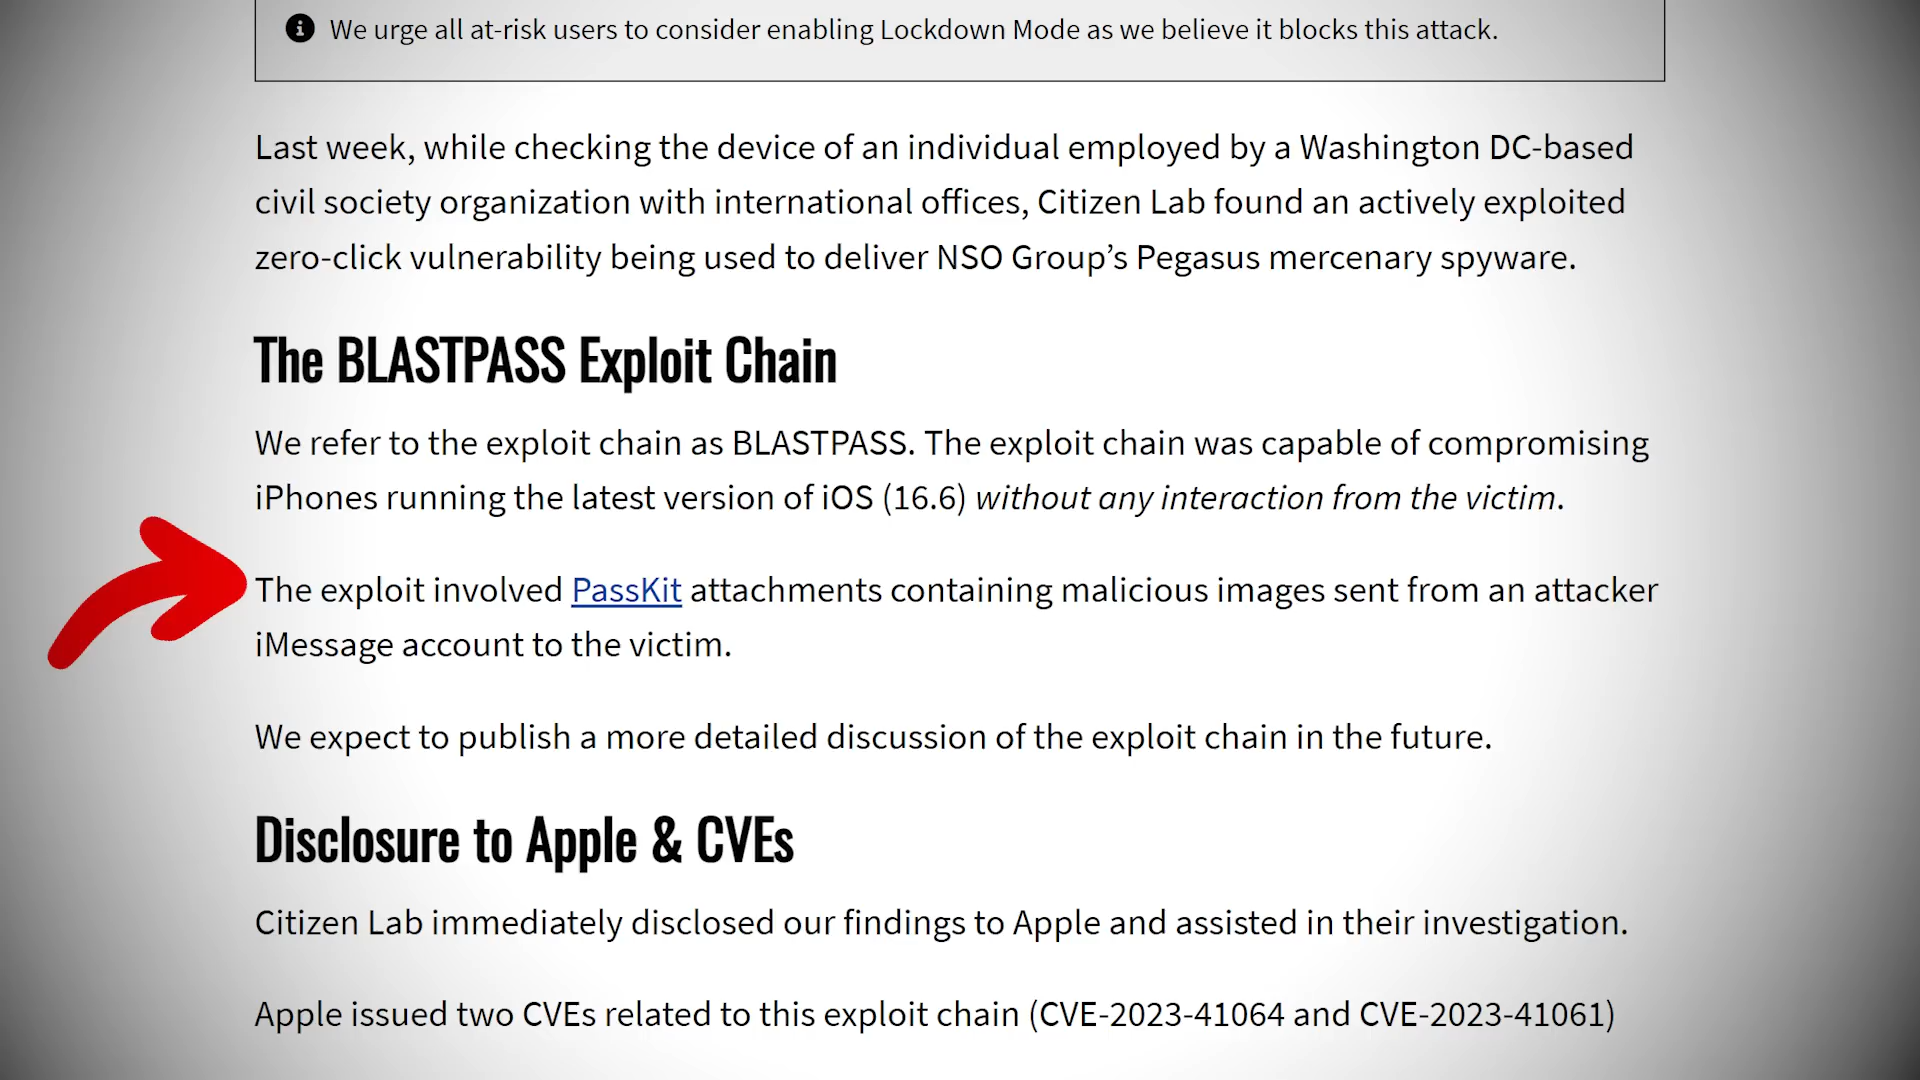 We urge all at-risk users to consider enabling Lockdown Mode as we believe it blocks this attack.
Last week, while checking the device of an individual employed by a Washington DC-based
civil society organization with international offices, Citizen Lab found an actively exploited
zero-click vulnerability being used to deliver NSO Group’s Pegasus mercenary spyware.
The BLASTPASS Exploit Chain
We refer to the exploit chain as BLASTPASS. The exploit chain was capable of compromising
iPhones running the latest version of iOS (16.6) without any interaction from the victim.
The exploit involved PassKit attachments containing malicious images sent from an attacker
iMessage account to the victim.
We expect to publish a more detailed discussion of the exploit chain in the future.
Disclosure to Apple & CVEs
Citizen Lab immediately disclosed our findings to Apple and assisted in their investigation.
Apple issued two CVEs related to this exploit chain (CVE-2023-41064 and CVE-2023-41061)